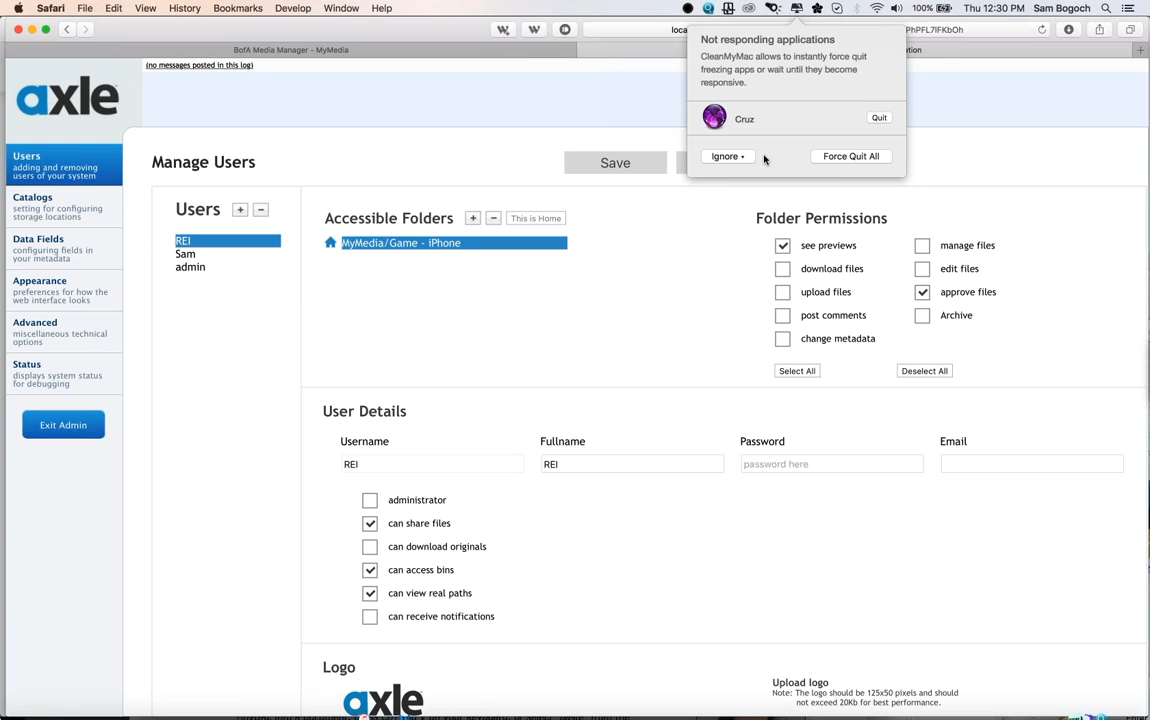 Safari File Edit View History Bookmarks Develop Window Help 100% Thu 12:30 PM Sam Bogoch
loca
PhPFL7IFKbOh
BofA Media Manager - MyMedia
ation
(no messages posted in this log)
Not responding applications
CleanMyMac allows to instantly force quit
freezing apps or wait until they become
responsive.
Cruz Quit
Ignore Force Quit All
axle
Users
adding and removing
users of your system
Catalogs
setting for configuring
storage locations
Data Fields
configuring fields in
your metadata
Appearance
preferences for how the
web interface looks
Advanced
miscellaneous technical
options
Status
displays system status
for debugging
Exit Admin
Manage Users Save
Users + −
REI
Sam
admin
Accessible Folders + − This is Home
MyMedia/Game - iPhone
Folder Permissions
see previews manage files
download files edit files
upload files approve files
post comments Archive
change metadata
Select All Deselect All
User Details
Username Fullname Password Email
REI REI password here
administrator
can share files
can download originals
can access bins
can view real paths
can receive notifications
Logo
axle
Upload logo
Note: The logo should be 125x50 pixels and should
not exceed 20Kb for best performance.